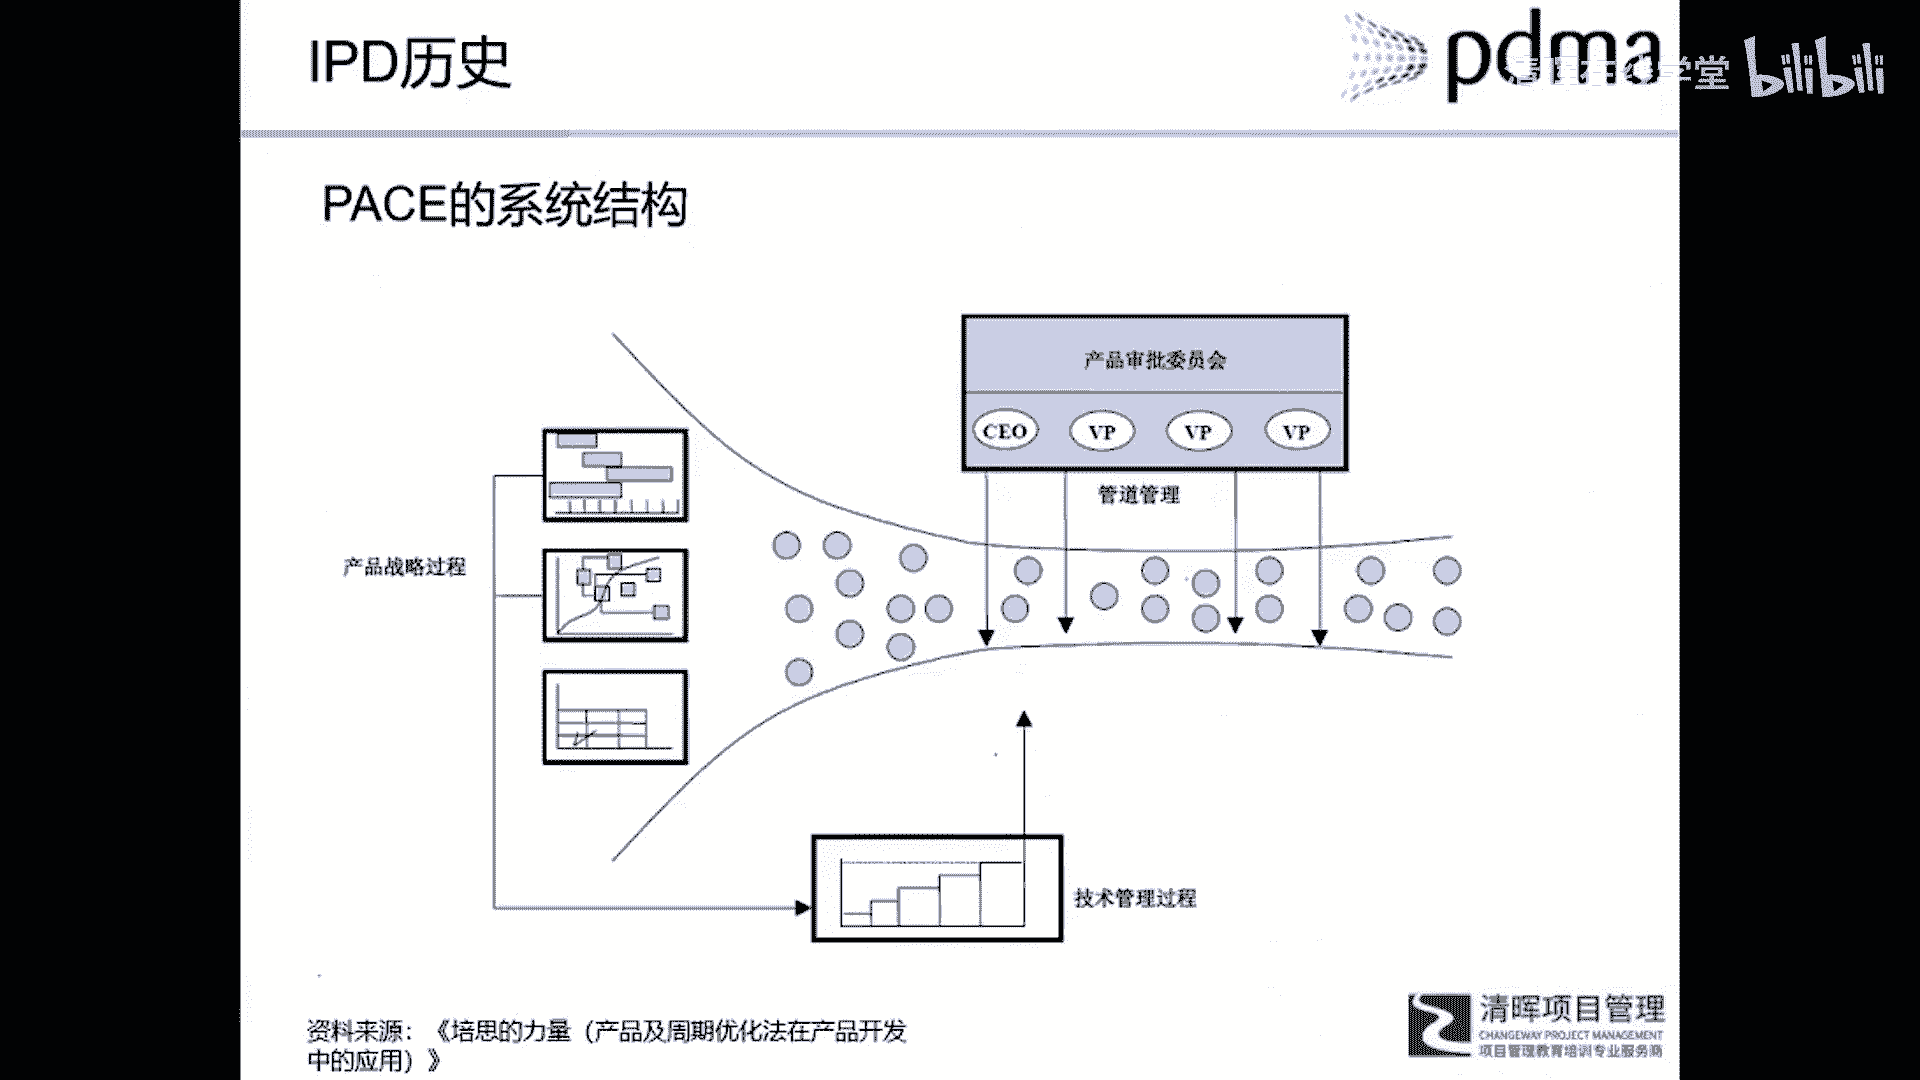 IPD历史
pdma
清晖在线学堂 bilibili
PACE的系统结构
产品审批委员会
CEO VP VP VP
管道管理
产品战略过程
技术管理过程
资料来源：《培思的力量（产品及周期优化法在产品开发
中的应用）》
清晖项目管理
CHANGEWAY PROJECT MANAGEMENT
项目管理教育培训专业服务商